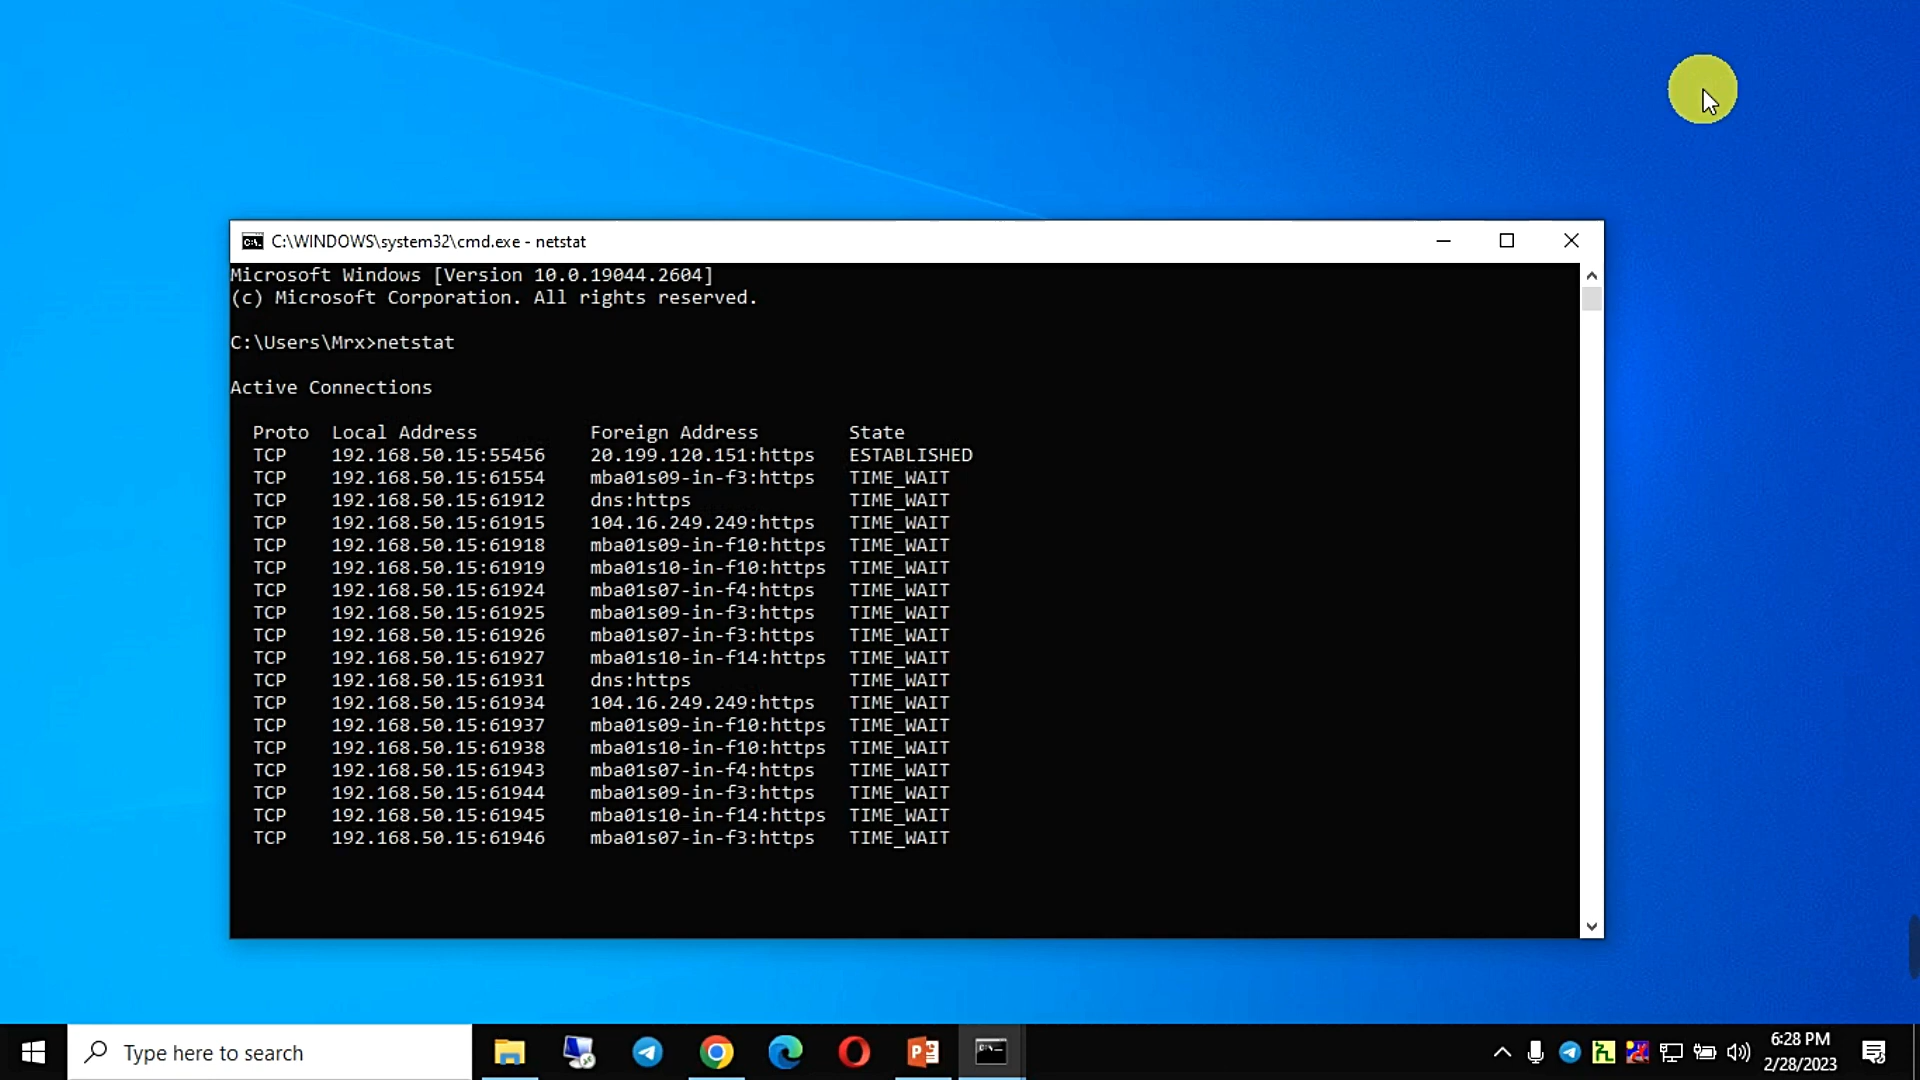 C:\WINDOWS\system32\cmd.exe - netstat
Microsoft Windows [Version 10.0.19044.2604]
(c) Microsoft Corporation. All rights reserved.
C:\Users\Mrx>netstat
Active Connections
Proto Local Address Foreign Address State
TCP 192.168.50.15:55456 20.199.120.151:https ESTABLISHED
TCP 192.168.50.15:61554 mba01s09-in-f3:https TIME_WAIT
TCP 192.168.50.15:61912 dns:https TIME_WAIT
TCP 192.168.50.15:61915 104.16.249.249:https TIME_WAIT
TCP 192.168.50.15:61918 mba01s09-in-f10:https TIME_WAIT
TCP 192.168.50.15:61919 mba01s10-in-f10:https TIME_WAIT
TCP 192.168.50.15:61924 mba01s07-in-f4:https TIME_WAIT
TCP 192.168.50.15:61925 mba01s09-in-f3:https TIME_WAIT
TCP 192.168.50.15:61926 mba01s07-in-f3:https TIME_WAIT
TCP 192.168.50.15:61927 mba01s10-in-f14:https TIME_WAIT
TCP 192.168.50.15:61931 dns:https TIME_WAIT
TCP 192.168.50.15:61934 104.16.249.249:https TIME_WAIT
TCP 192.168.50.15:61937 mba01s09-in-f10:https TIME_WAIT
TCP 192.168.50.15:61938 mba01s10-in-f10:https TIME_WAIT
TCP 192.168.50.15:61943 mba01s07-in-f4:https TIME_WAIT
TCP 192.168.50.15:61944 mba01s09-in-f3:https TIME_WAIT
TCP 192.168.50.15:61945 mba01s10-in-f14:https TIME_WAIT
TCP 192.168.50.15:61946 mba01s07-in-f3:https TIME_WAIT
Type here to search
6:28 PM
2/28/2023